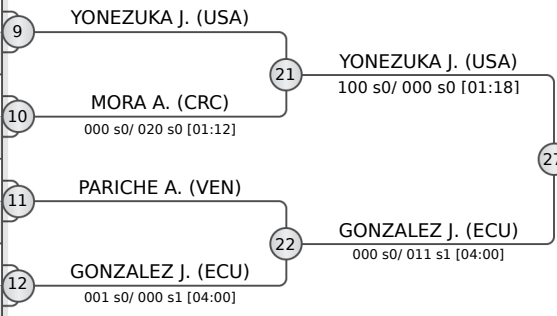 9
YONEZUKA J. (USA)
10
MORA A. (CRC)
000 s0/ 020 s0 [01:12]
21
YONEZUKA J. (USA)
100 s0/ 000 s0 [01:18]
11
PARICHE A. (VEN)
12
GONZALEZ J. (ECU)
001 s0/ 000 s1 [04:00]
22
GONZALEZ J. (ECU)
000 s0/ 011 s1 [04:00]
27